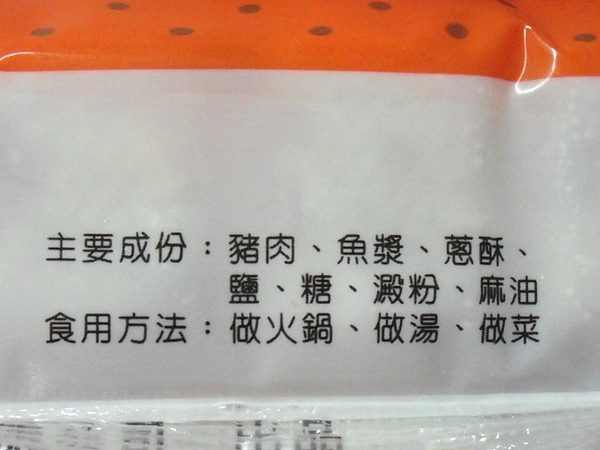 主要成份：豬肉、魚漿、蔥酥、
鹽、糖、澱粉、麻油
食用方法：做火鍋、做湯、做菜